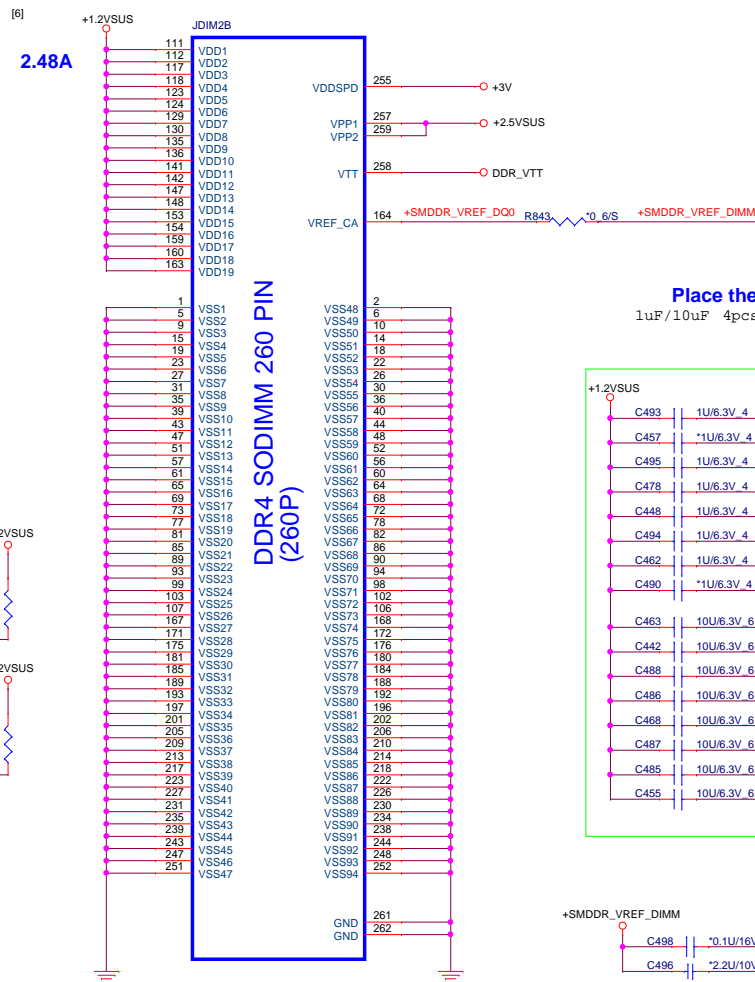 [6]
+1.2VSUS
2.48A
JDIM2B
111 VDD1
112 VDD2
117 VDD3
118 VDD4
123 VDD5
124 VDD6
129 VDD7
130 VDD8
135 VDD9
136 VDD10
141 VDD11
142 VDD12
147 VDD13
148 VDD14
153 VDD15
154 VDD16
159 VDD17
160 VDD18
163 VDD19
VDDSPD 255 +3V
VPP1 257 +2.5VSUS
VPP2 259
VTT 258 DDR_VTT
VREF_CA 164 +SMDDR_VREF_DQ0 R843 *0_6/S +SMDDR_VREF_DIMM
DDR4 SODIMM 260 PIN
(260P)
1 VSS1
5 VSS2
9 VSS3
15 VSS4
19 VSS5
23 VSS6
27 VSS7
31 VSS8
35 VSS9
39 VSS10
43 VSS11
47 VSS12
51 VSS13
57 VSS14
61 VSS15
65 VSS16
69 VSS17
73 VSS18
77 VSS19
81 VSS20
85 VSS21
89 VSS22
93 VSS23
99 VSS24
103 VSS25
107 VSS26
167 VSS27
171 VSS28
175 VSS29
181 VSS30
185 VSS31
189 VSS32
193 VSS33
197 VSS34
201 VSS35
205 VSS36
209 VSS37
213 VSS38
217 VSS39
223 VSS40
227 VSS41
231 VSS42
235 VSS43
239 VSS44
243 VSS45
247 VSS46
251 VSS47
VSS48 2
VSS49 6
VSS50 10
VSS51 14
VSS52 18
VSS53 22
VSS54 26
VSS55 30
VSS56 36
VSS57 40
VSS58 44
VSS59 48
VSS60 52
VSS61 56
VSS62 60
VSS63 64
VSS64 68
VSS65 72
VSS66 78
VSS67 82
VSS68 86
VSS69 90
VSS70 94
VSS71 98
VSS72 102
VSS73 106
VSS74 168
VSS75 172
VSS76 176
VSS77 180
VSS78 184
VSS79 188
VSS80 192
VSS81 196
VSS82 202
VSS83 206
VSS84 210
VSS85 214
VSS86 218
VSS87 222
VSS88 226
VSS89 230
VSS90 234
VSS91 238
VSS92 244
VSS93 248
VSS94 252
GND 261
GND 262
2VSUS
2VSUS
Place the
1uF/10uF 4pcs
+1.2VSUS
C493 1U/6.3V_4
C457 *1U/6.3V_4
C495 1U/6.3V_4
C478 1U/6.3V_4
C448 1U/6.3V_4
C494 1U/6.3V_4
C462 1U/6.3V_4
C490 *1U/6.3V_4
C463 10U/6.3V_6
C442 10U/6.3V_6
C488 10U/6.3V_6
C486 10U/6.3V_6
C468 10U/6.3V_6
C487 10U/6.3V_6
C485 10U/6.3V_6
C455 10U/6.3V_6
+SMDDR_VREF_DIMM
C498 *0.1U/16V
C496 *2.2U/10V